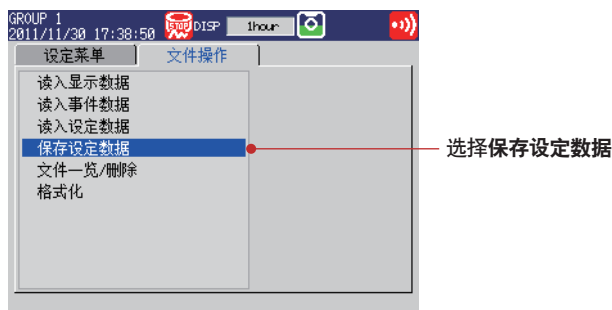 GROUP 1
2011/11/30 17:38:50 STOP DISP 1hour
设定菜单 文件操作
读入显示数据
读入事件数据
读入设定数据
保存设定数据
文件一览/删除
格式化
选择保存设定数据